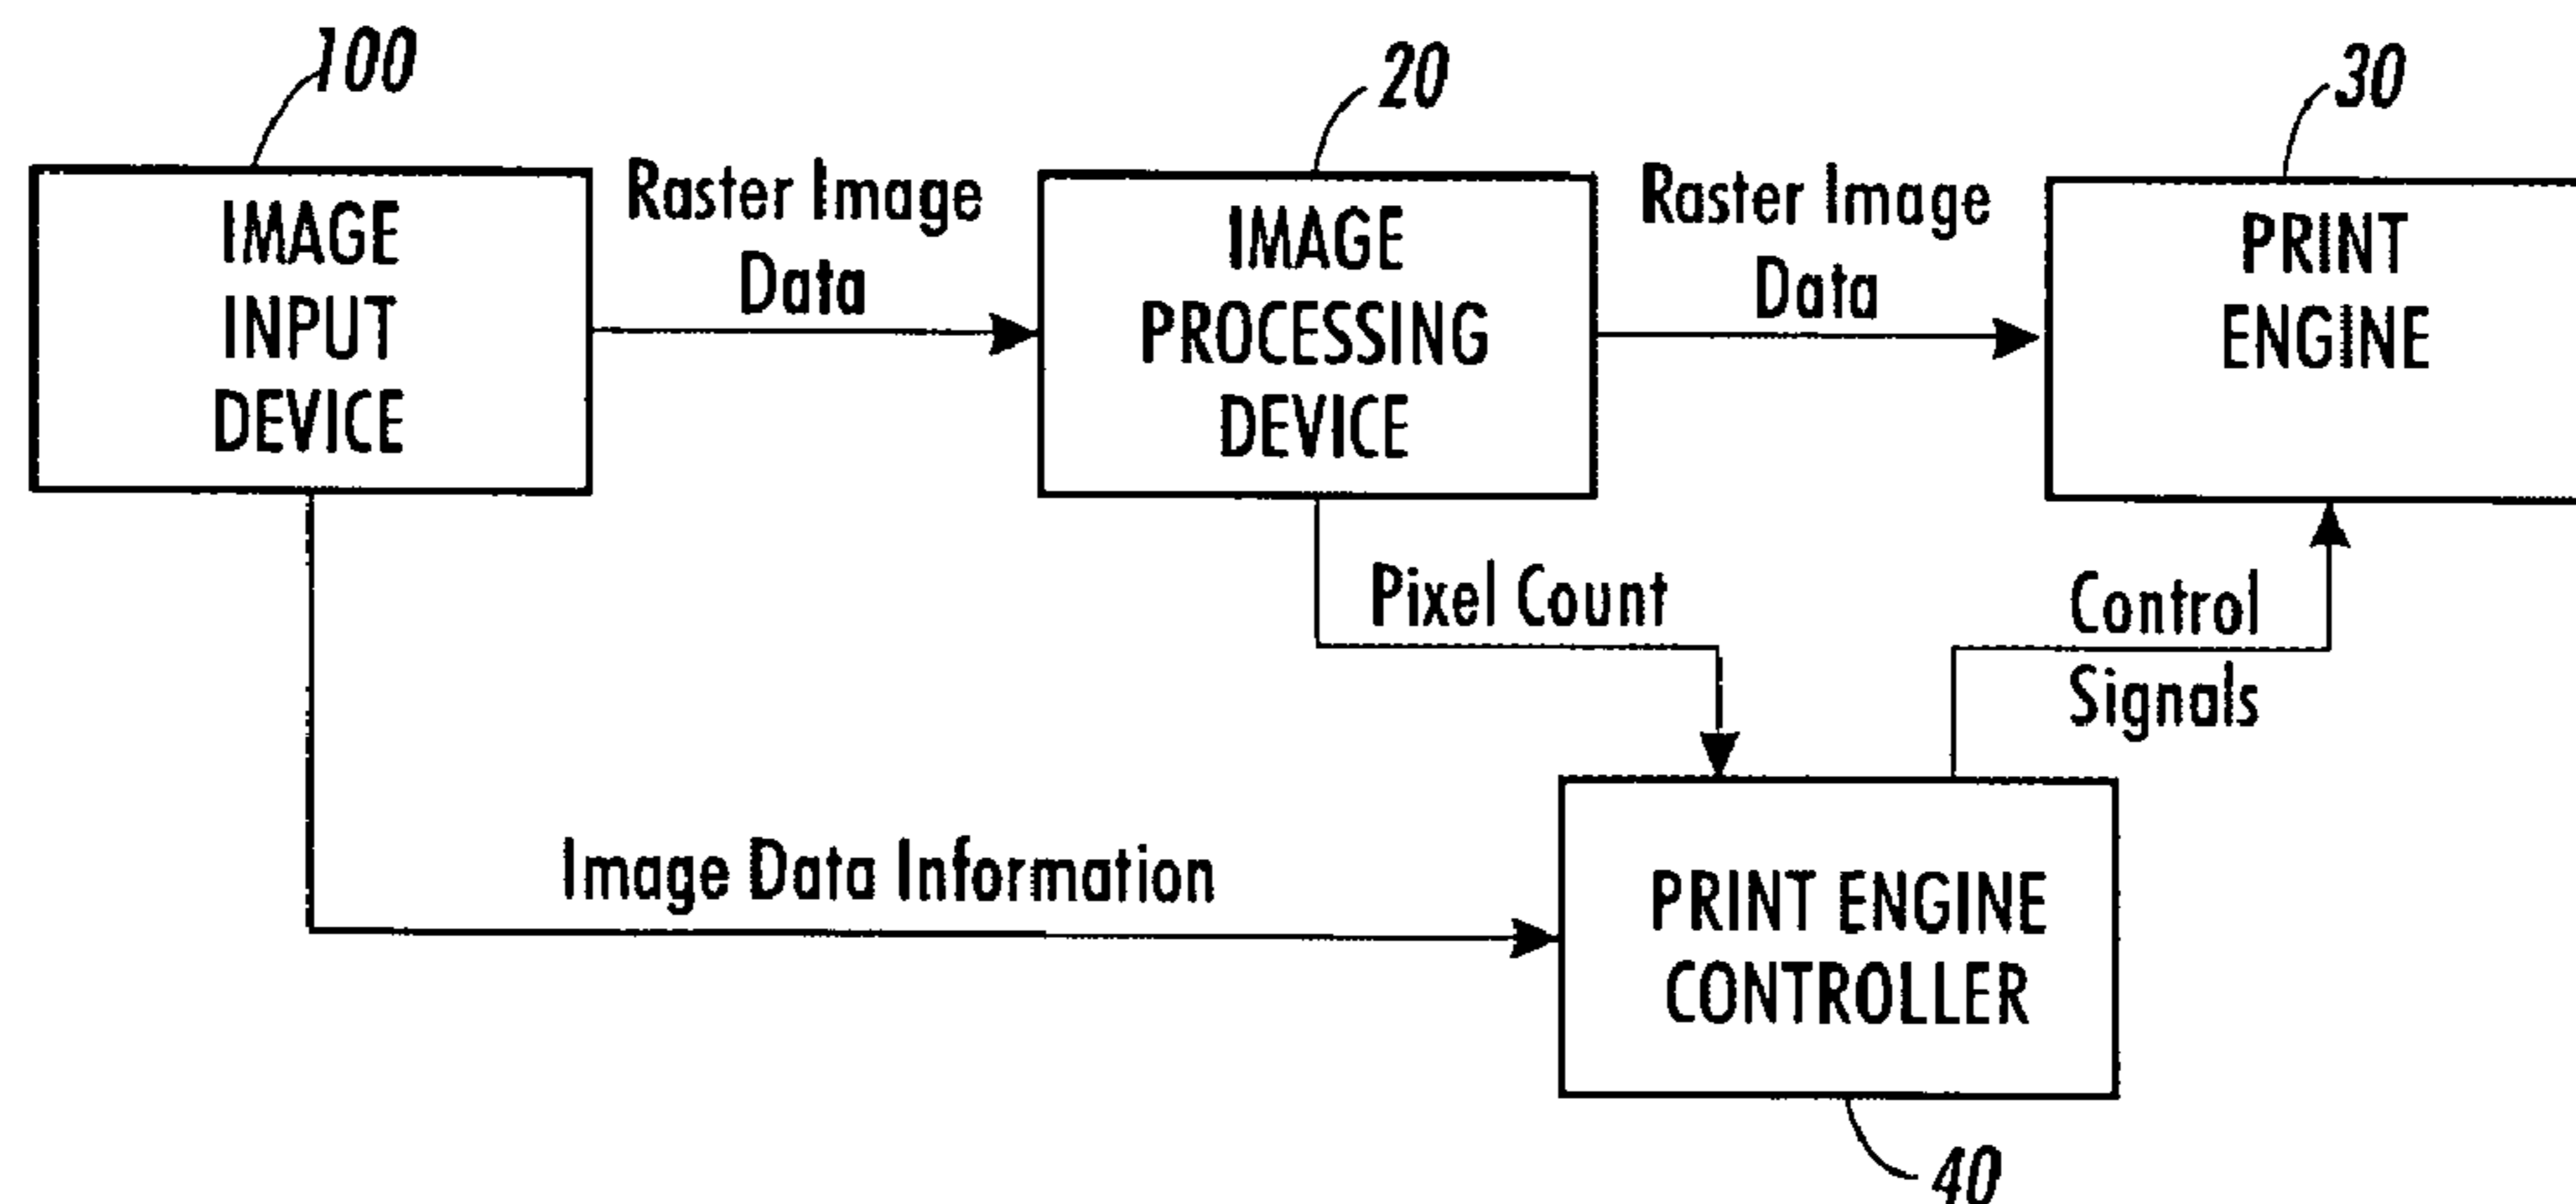 100
20
30
IMAGE
INPUT
DEVICE
Raster Image
Data
IMAGE
PROCESSING
DEVICE
Raster Image
Data
PRINT
ENGINE
Pixel Count
Control
Signals
Image Data Information
PRINT ENGINE
CONTROLLER
40